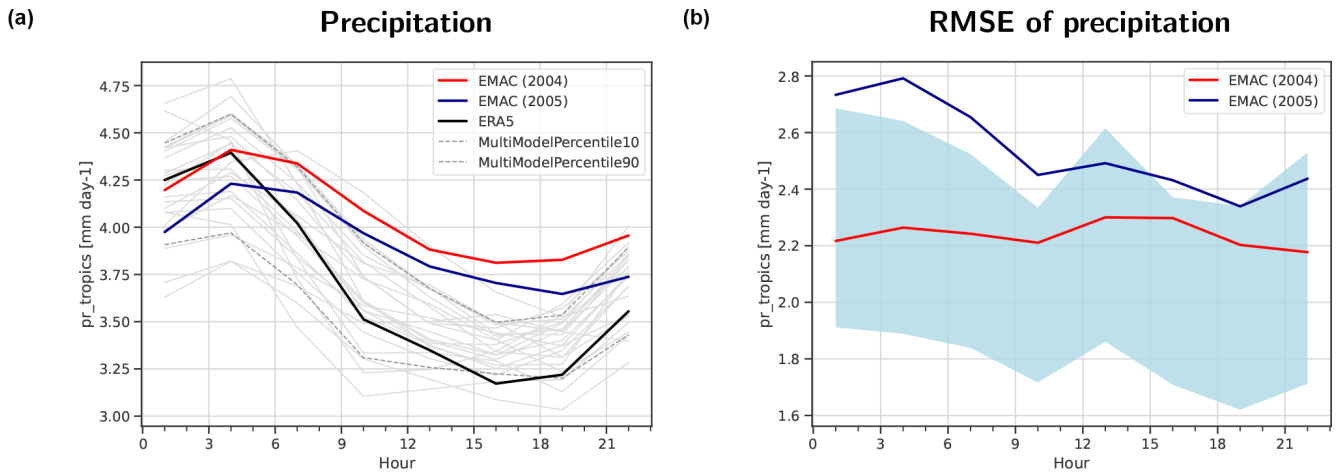 (a)
Precipitation
pr_tropics [mm day-1]
4.75
4.50
4.25
4.00
3.75
3.50
3.25
3.00
EMAC (2004)
EMAC (2005)
ERA5
MultiModelPercentile10
MultiModelPercentile90
0 3 6 9 12 15 18 21
Hour
(b)
RMSE of precipitation
pr_tropics [mm day-1]
2.8
2.6
2.4
2.2
2.0
1.8
1.6
EMAC (2004)
EMAC (2005)
0 3 6 9 12 15 18 21
Hour